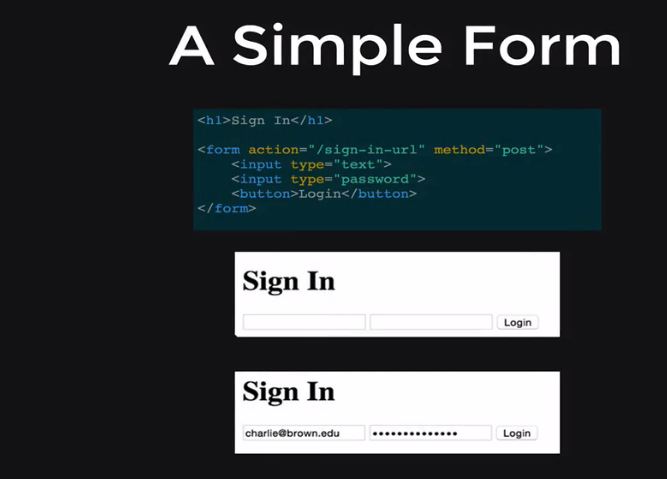 A Simple Form
<h1>Sign In</h1>
<form action="/sign-in-url" method="post">
    <input type="text">
    <input type="password">
    <button>Login</button>
</form>
Sign In
Login
Sign In
charlie@brown.edu •••••••••••••• Login